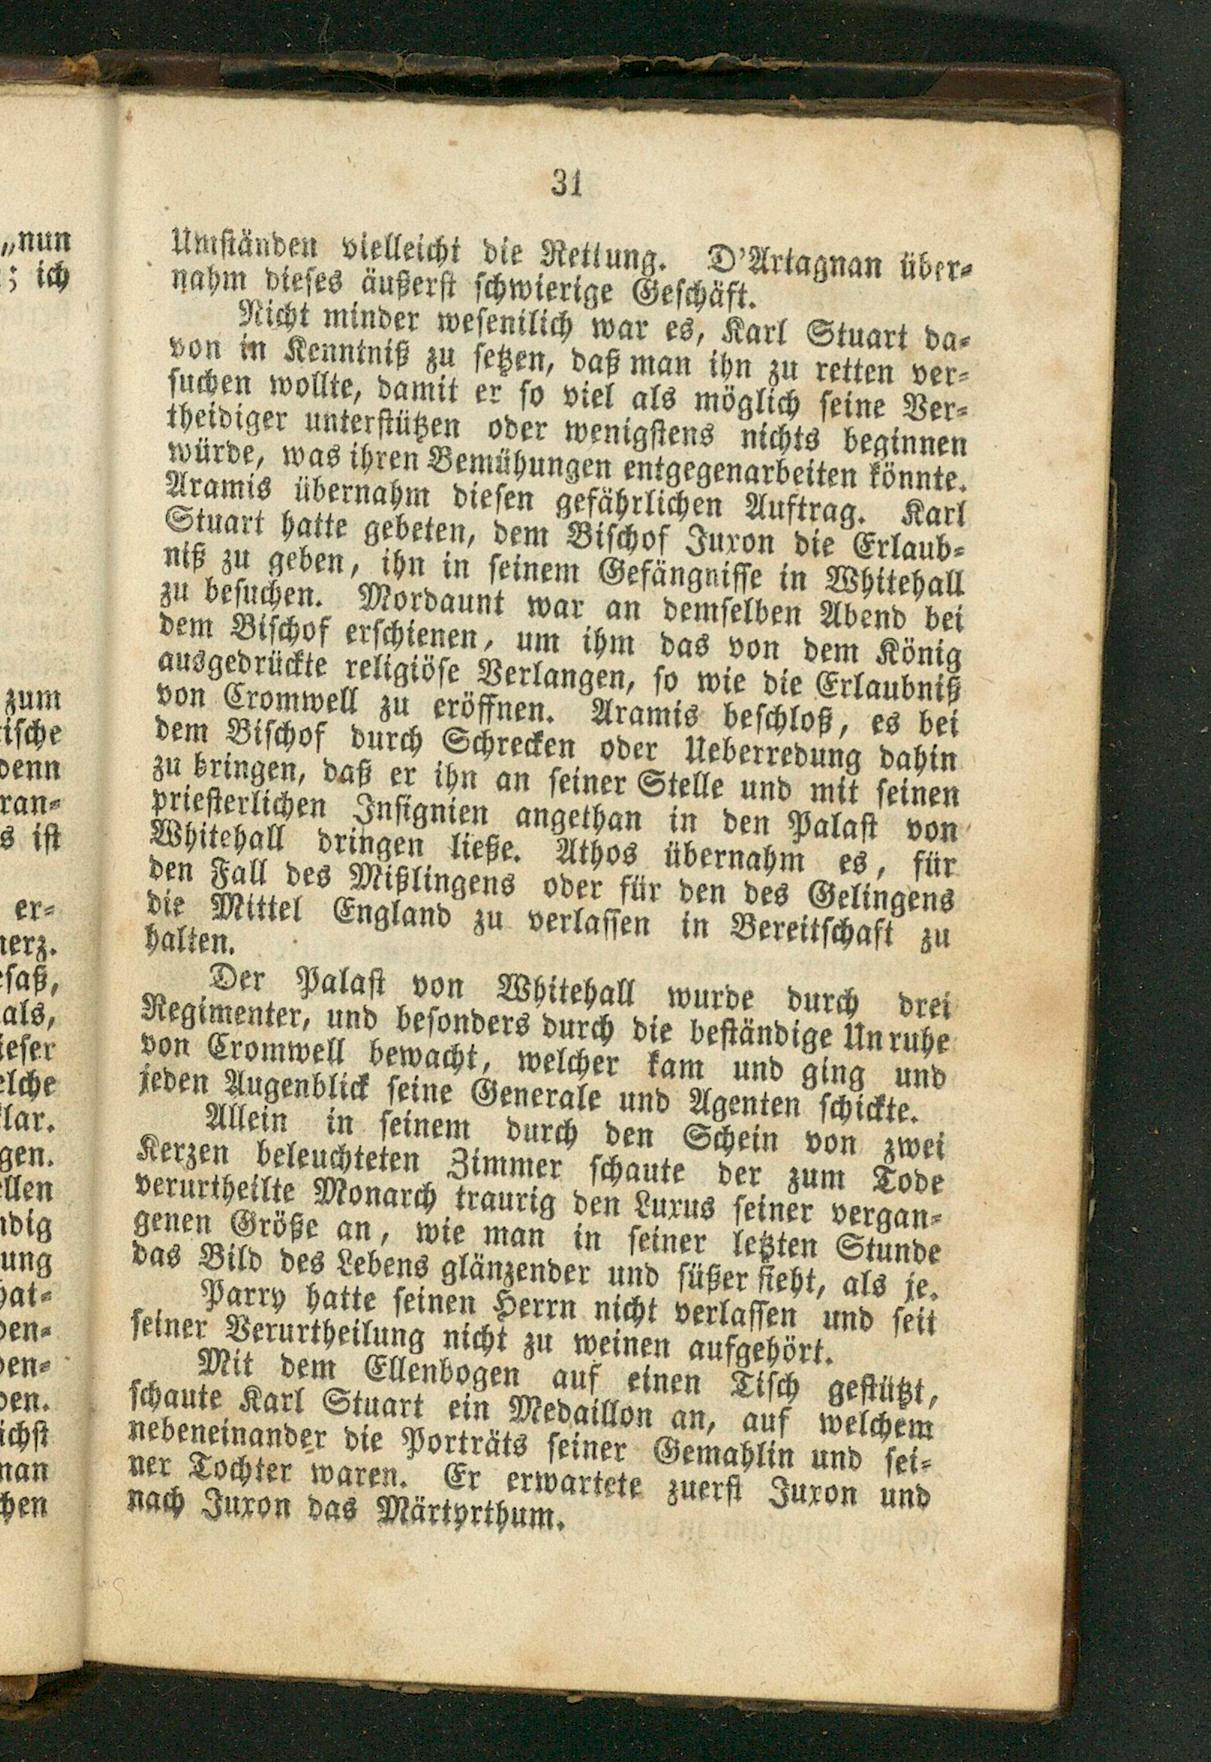 31
Umständen vielleicht die Rettung. D'Artagnan über-
nahm dieses äußerst schwierige Geschäft.
Nicht minder wesentlich war es, Karl Stuart da-
von in Kenntniß zu setzen, daß man ihn zu retten ver-
suchen wollte, damit er so viel als möglich seine Ver-
theidiger unterstützen oder wenigstens nichts beginnen
würde, was ihren Bemühungen entgegenarbeiten könnte.
Aramis übernahm diesen gefährlichen Auftrag. Karl
Stuart hatte gebeten, dem Bischof Juxon die Erlaub-
niß zu geben, ihn in seinem Gefängnisse in Whitehall
zu besuchen. Mordaunt war an demselben Abend bei
dem Bischof erschienen, um ihm das von dem König
ausgedrückte religiöse Verlangen, so wie die Erlaubniß
von Cromwell zu eröffnen. Aramis beschloß, es bei
dem Bischof durch Schrecken oder Ueberredung dahin
zu bringen, daß er ihn an seiner Stelle und mit seinen
priesterlichen Insignien angethan in den Palast von
Whitehall dringen ließe. Athos übernahm es, für
den Fall des Mißlingens oder für den des Gelingens
die Mittel England zu verlassen in Bereitschaft zu
halten.
Der Palast von Whitehall wurde durch drei
Regimenter, und besonders durch die beständige Unruhe
von Cromwell bewacht, welcher kam und ging und
jeden Augenblick seine Generale und Agenten schickte.
Allein in seinem durch den Schein von zwei
Kerzen beleuchteten Zimmer schaute der zum Tode
verurtheilte Monarch traurig den Luxus seiner vergan-
genen Größe an, wie man in seiner letzten Stunde
das Bild des Lebens glänzender und süßer sieht, als je.
Parry hatte seinen Herrn nicht verlassen und seit
seiner Verurtheilung nicht zu weinen aufgehört.
Mit dem Ellenbogen auf einen Tisch gestützt,
schaute Karl Stuart ein Medaillon an, auf welchem
nebeneinander die Porträts seiner Gemahlin und sei-
ner Tochter waren. Er erwartete zuerst Juxon und
nach Juxon das Märtyrthum.